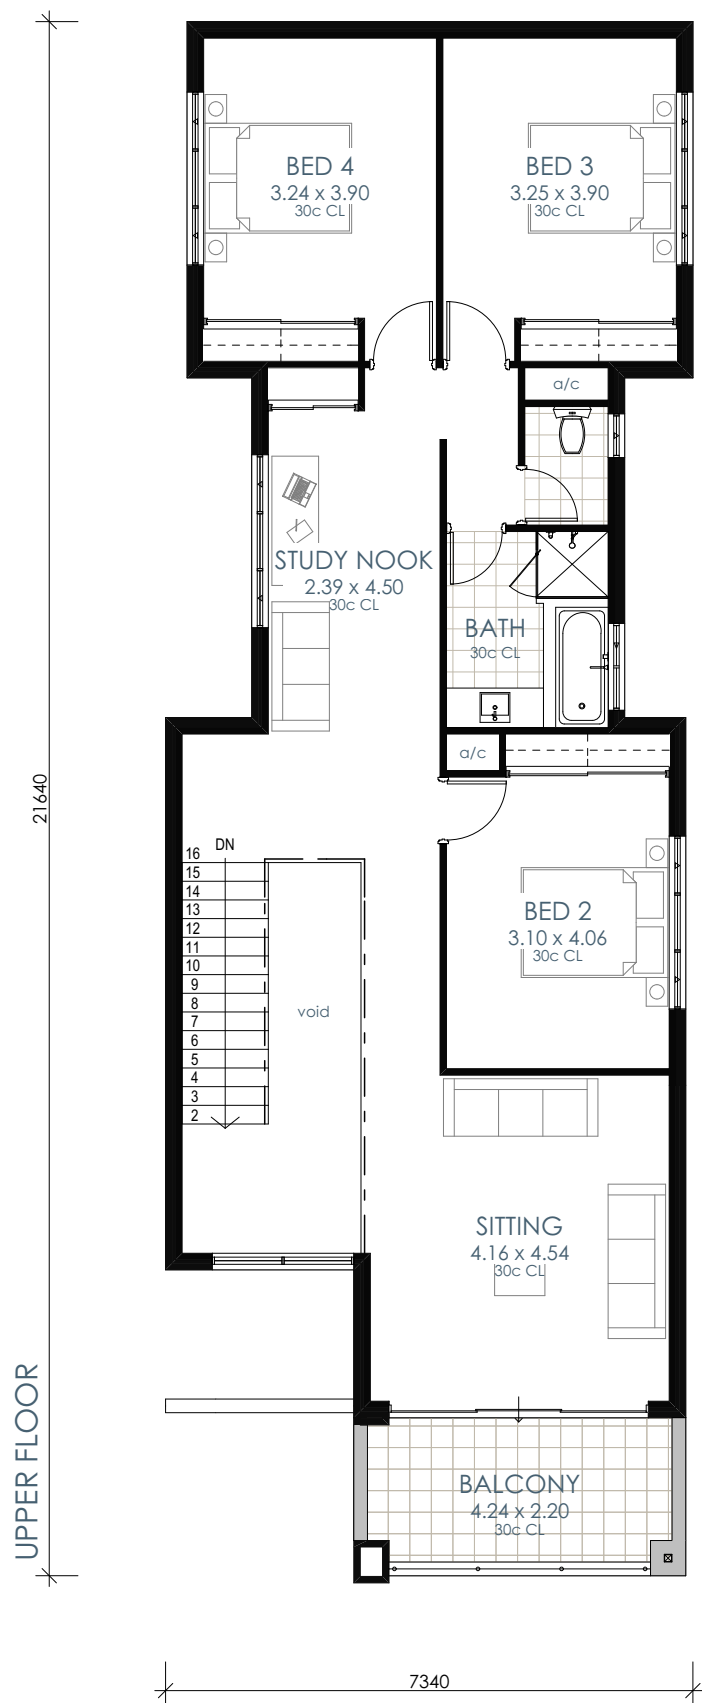 BED 4
3.24 x 3.90
30c CL
BED 3
3.25 x 3.90
30c CL
a/c
STUDY NOOK
2.39 x 4.50
30c CL
BATH
30c CL
a/c
21640
DN
16
15
14
13
12
11
10
9
8
7
6
5
4
3
2
void
BED 2
3.10 x 4.06
30c CL
SITTING
4.16 x 4.54
30c CL
UPPER FLOOR
BALCONY
4.24 x 2.20
30c CL
7340